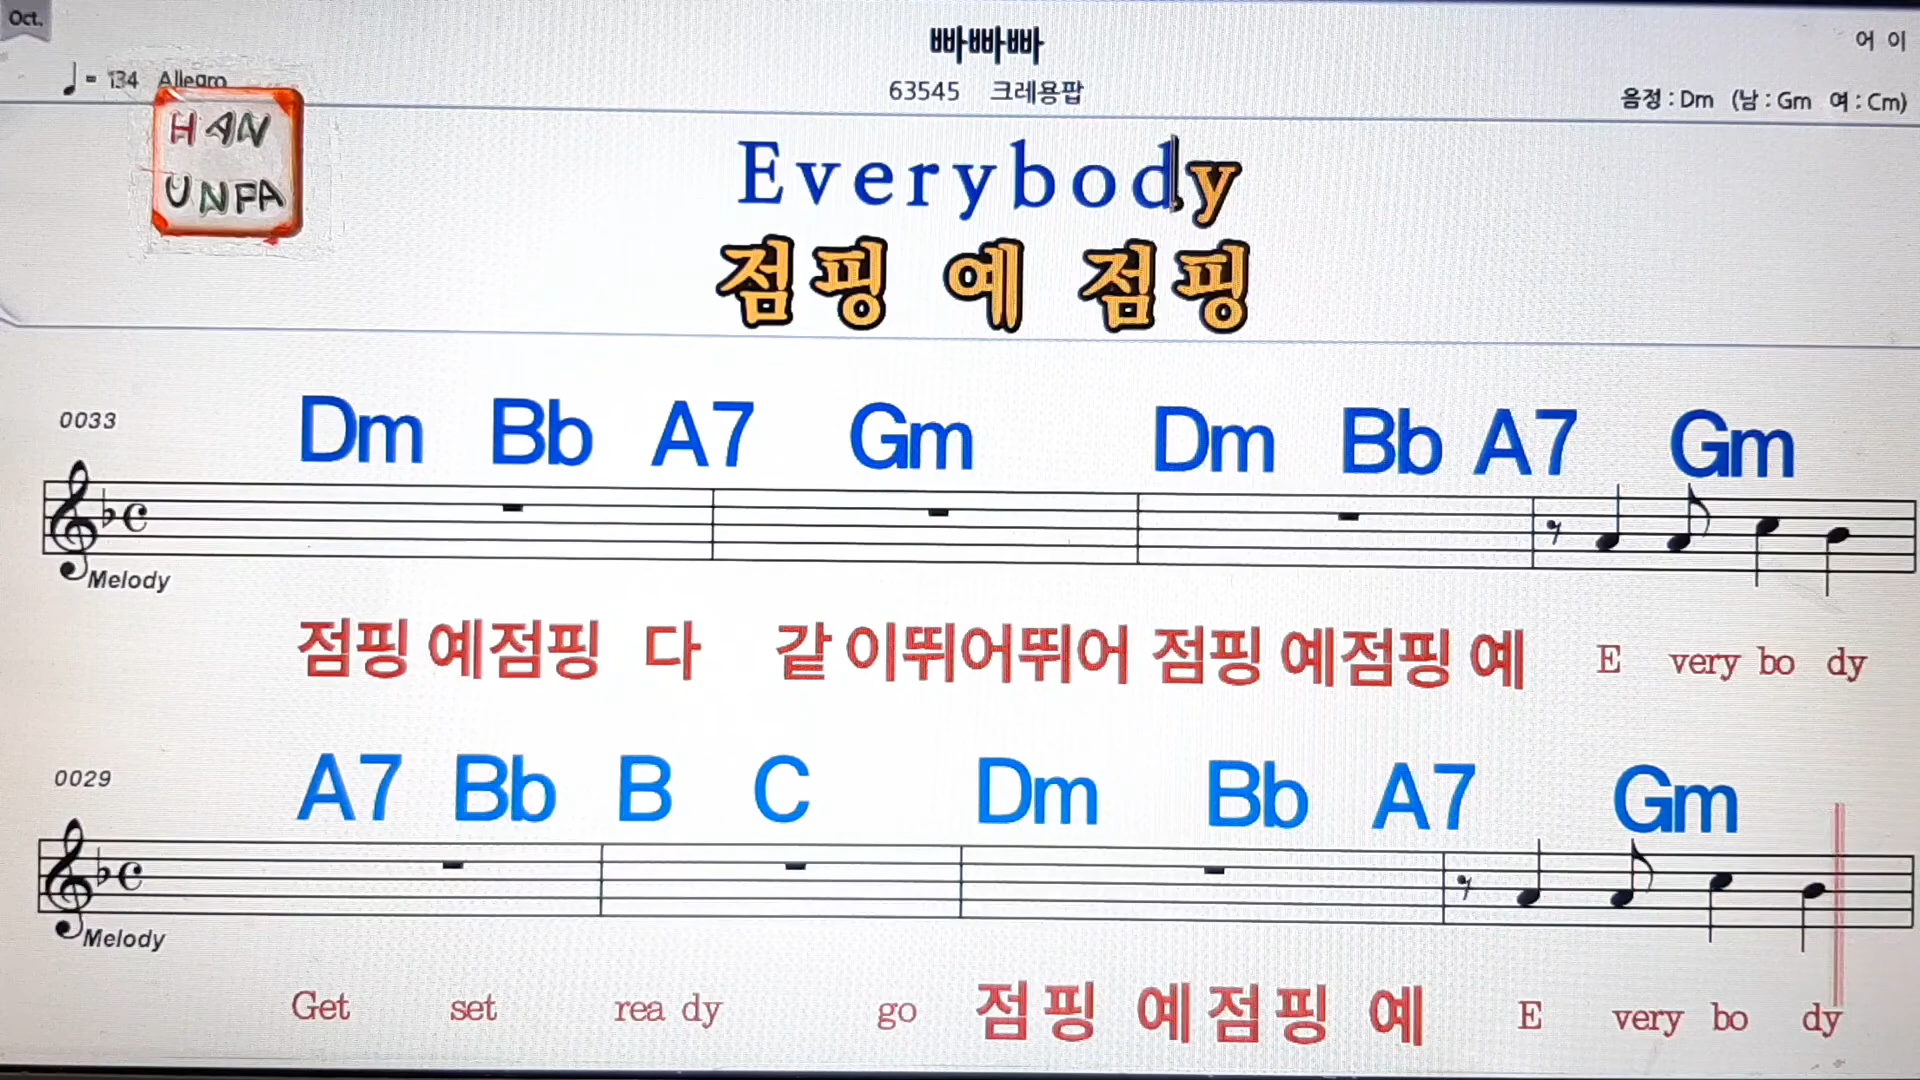 Oct.
빠빠빠
어 이
♩= 134 Allegro
63545 크레용팝
음정 : Dm (남 : Gm 여 : Cm)
HAN
UNFA
Everybody
점핑 예 점핑
0033
Dm Bb A7 Gm Dm Bb A7 Gm
Melody
점핑 예점핑 다 같이뛰어뛰어 점핑 예점핑 예 E very bo dy
0029
A7 Bb B C Dm Bb A7 Gm
Melody
Get set rea dy go 점핑 예점핑 예 E very bo dy